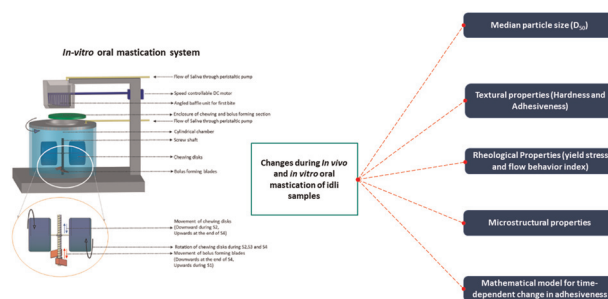 In-vitro oral mastication system
Flow of Saliva through peristaltic pump
Speed controllable DC motor
Angled baffle unit for first bite
Enclosure of chewing and bolus forming section
Flow of Saliva through peristaltic pump
Cylindrical chamber
Screw shaft
Chewing disks
Bolus forming blades
Movement of chewing disks
(Downward during S2,
Upwards at the end of S4)
Rotation of chewing disks during S2,S3 and S4
Movement of bolus forming blades
(Downwards at the end of S4,
Upwards during S1)
Changes during In vivo
and in vitro oral
mastication of idli
samples
Median particle size (D50)
Textural properties (Hardness and
Adhesiveness)
Rheological Properties (yield stress
and flow behavior index)
Microstructural properties
Mathematical model for time-
dependent change in adhesiveness